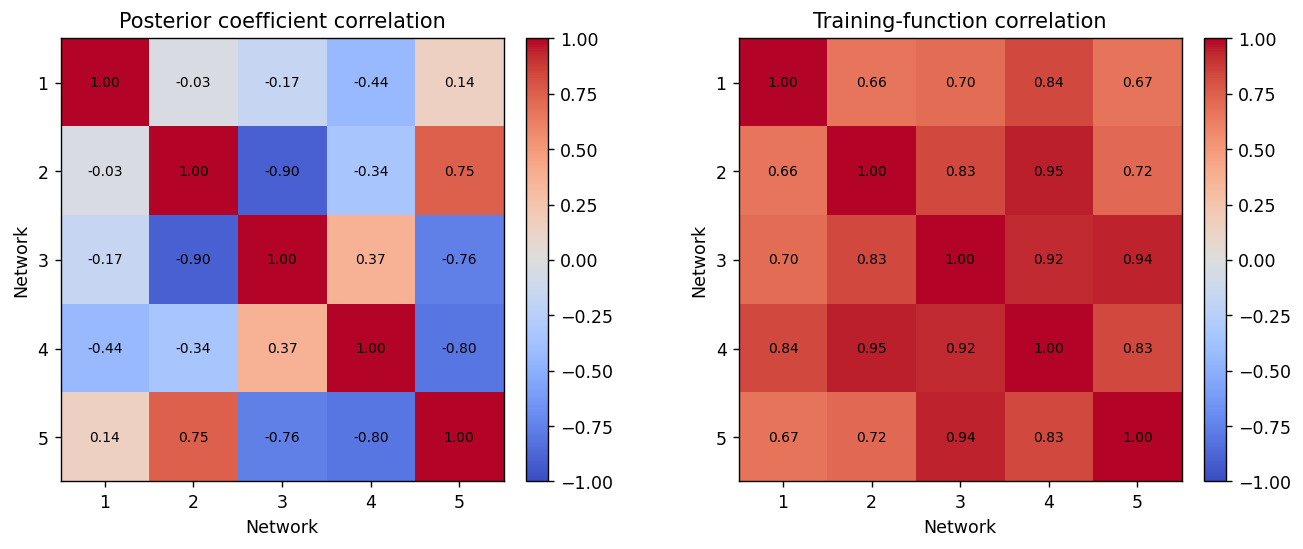 Posterior coefficient correlation
Network
1 1.00 -0.03 -0.17 -0.44 0.14
2 -0.03 1.00 -0.90 -0.34 0.75
3 -0.17 -0.90 1.00 0.37 -0.76
4 -0.44 -0.34 0.37 1.00 -0.80
5 0.14 0.75 -0.76 -0.80 1.00
1 2 3 4 5
Network
1.00
0.75
0.50
0.25
0.00
−0.25
−0.50
−0.75
−1.00
Training-function correlation
Network
1 1.00 0.66 0.70 0.84 0.67
2 0.66 1.00 0.83 0.95 0.72
3 0.70 0.83 1.00 0.92 0.94
4 0.84 0.95 0.92 1.00 0.83
5 0.67 0.72 0.94 0.83 1.00
1 2 3 4 5
Network
1.00
0.75
0.50
0.25
0.00
−0.25
−0.50
−0.75
−1.00